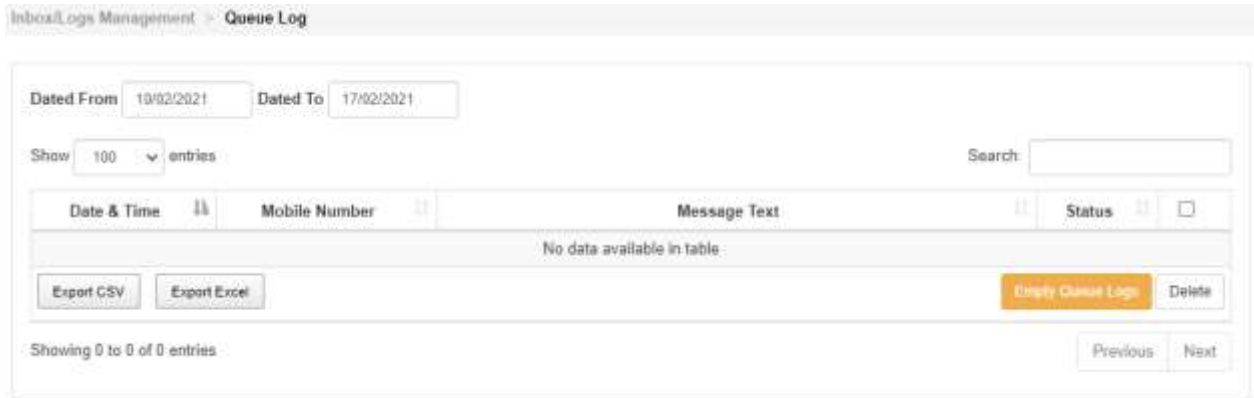 Inbox/Logs Management > Queue Log
Dated From 10/02/2021 Dated To 17/02/2021
Show 100 entries Search:
Date & Time Mobile Number Message Text Status
No data available in table
Export CSV Export Excel Empty Queue Logs Delete
Showing 0 to 0 of 0 entries Previous Next